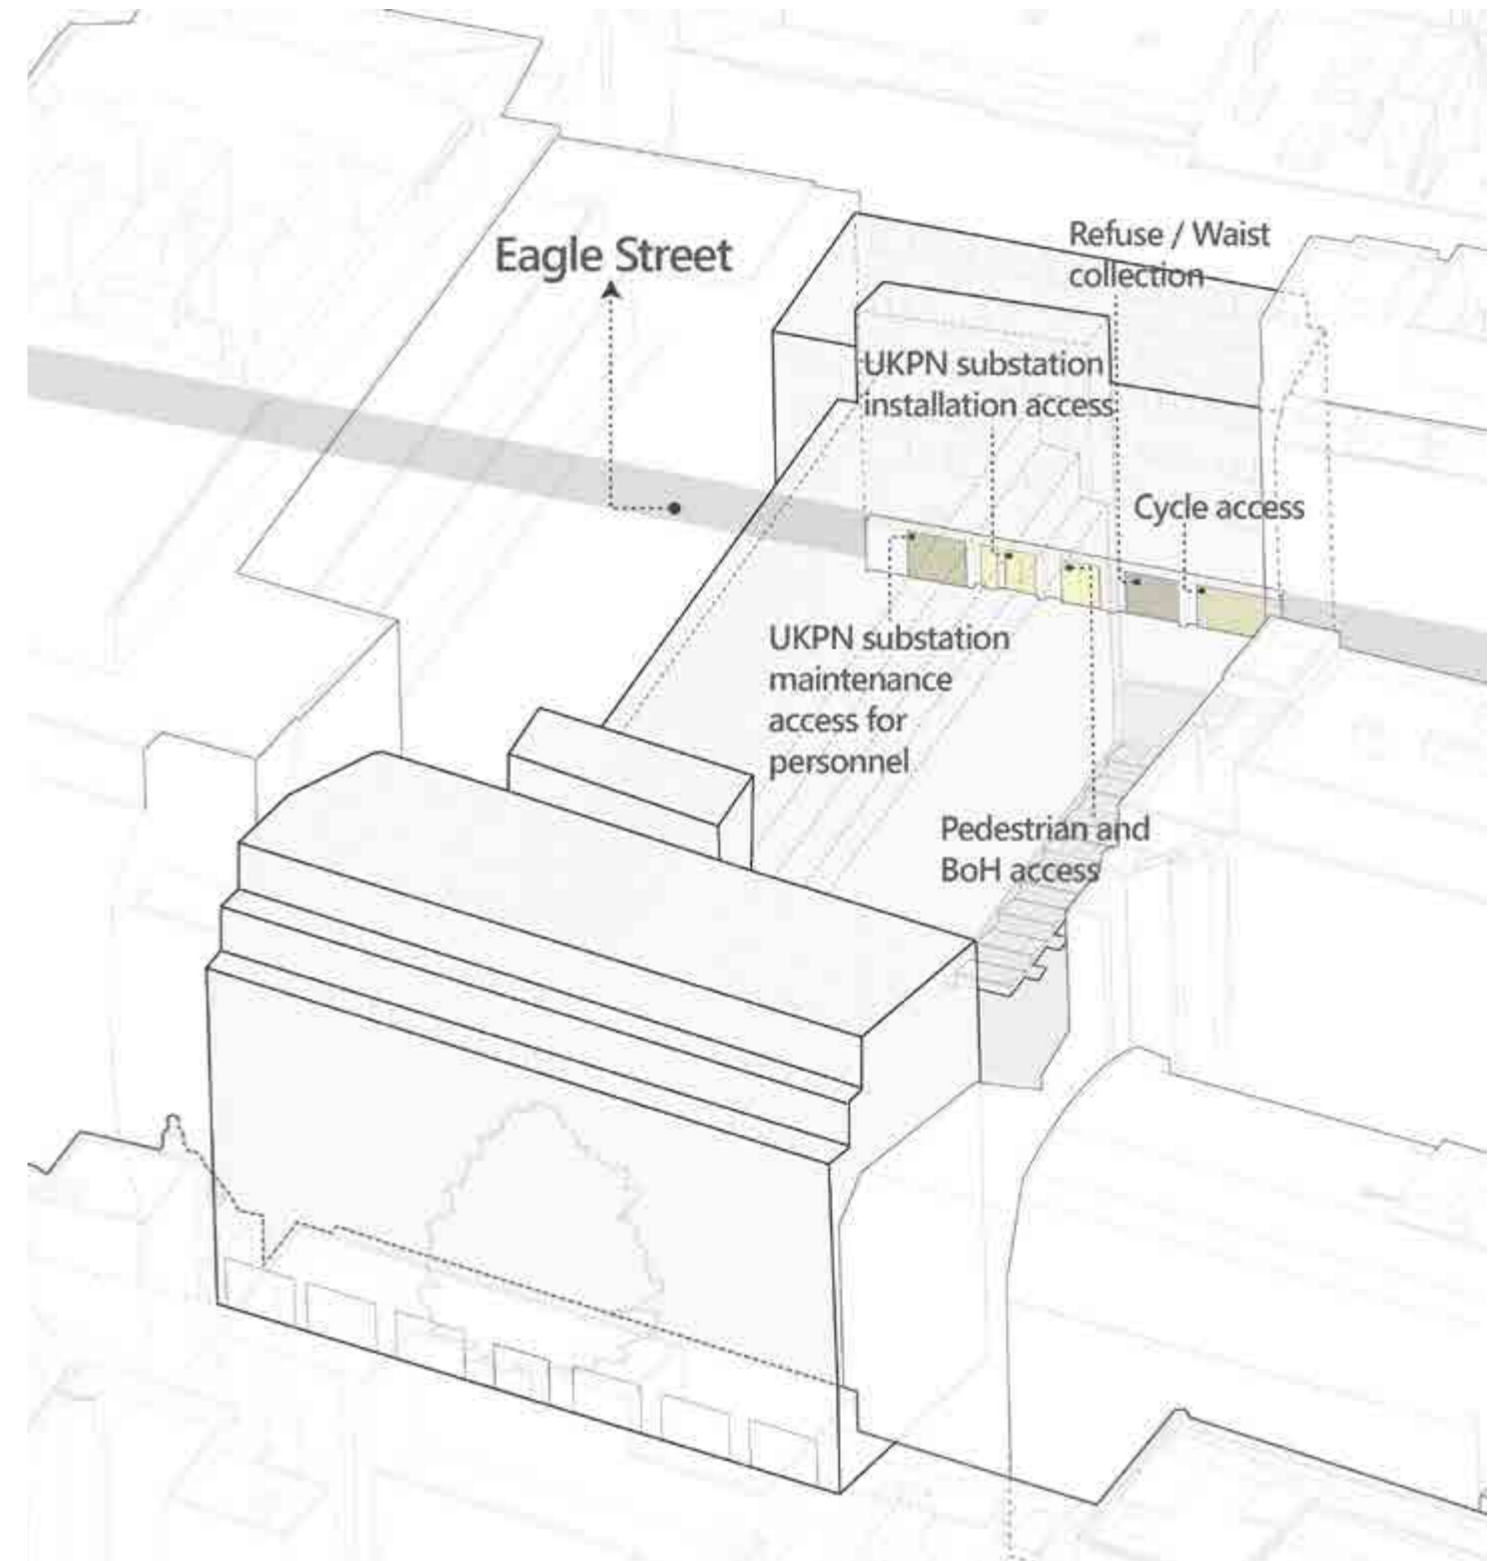 Eagle Street
Refuse / Waist
collection
UKPN substation
installation access
Cycle access
UKPN substation
maintenance
access for
personnel
Pedestrian and
BoH access